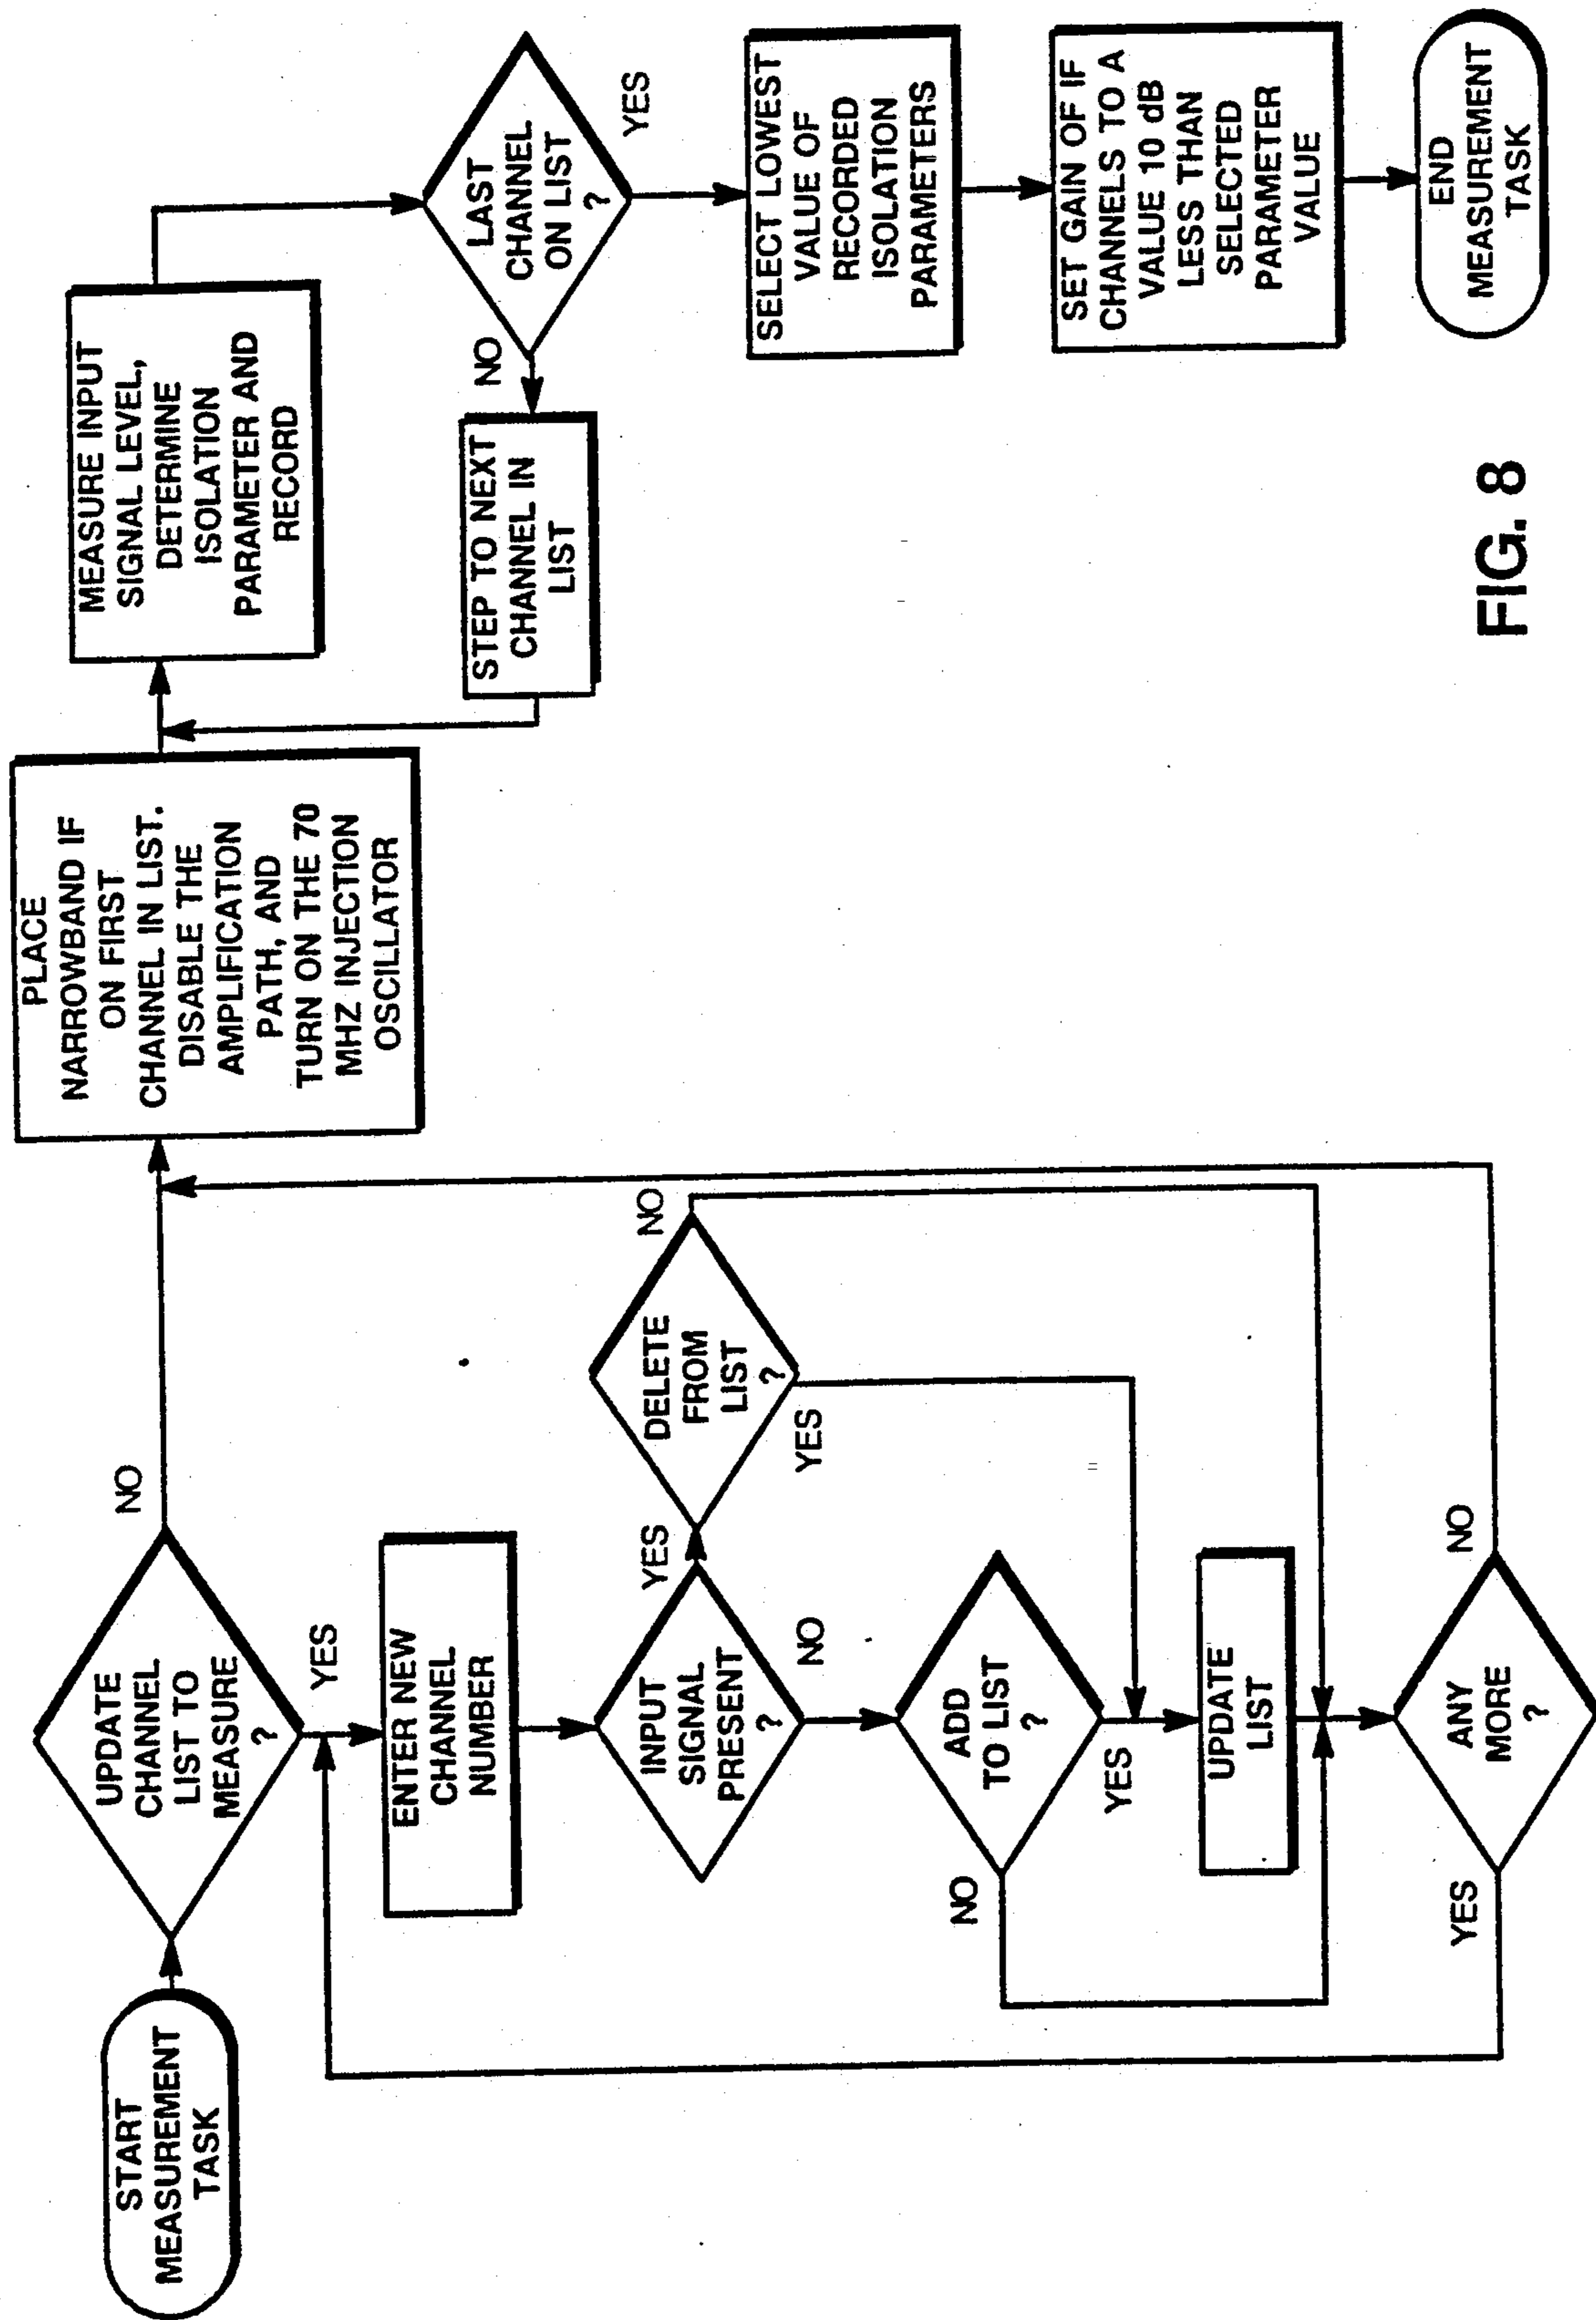 START
MEASUREMENT
TASK
UPDATE
CHANNEL
LIST TO
MEASURE
?
NO
YES
ENTER NEW
CHANNEL
NUMBER
INPUT
SIGNAL
PRESENT
?
YES
NO
DELETE
FROM
LIST
?
NO
YES
ADD
TO LIST
?
NO
YES
UPDATE
LIST
ANY
MORE
?
YES
NO
PLACE
NARROWBAND IF
ON FIRST
CHANNEL IN LIST.
DISABLE THE
AMPLIFICATION
PATH, AND
TURN ON THE 70
MHZ INJECTION
OSCILLATOR
MEASURE INPUT
SIGNAL LEVEL,
DETERMINE
ISOLATION
PARAMETER AND
RECORD
LAST
CHANNEL
ON LIST
?
NO
YES
STEP TO NEXT
CHANNEL IN
LIST
SELECT LOWEST
VALUE OF
RECORDED
ISOLATION
PARAMETERS
SET GAIN OF IF
CHANNELS TO A
VALUE 10 dB
LESS THAN
SELECTED
PARAMETER
VALUE
END
MEASUREMENT
TASK
FIG. 8